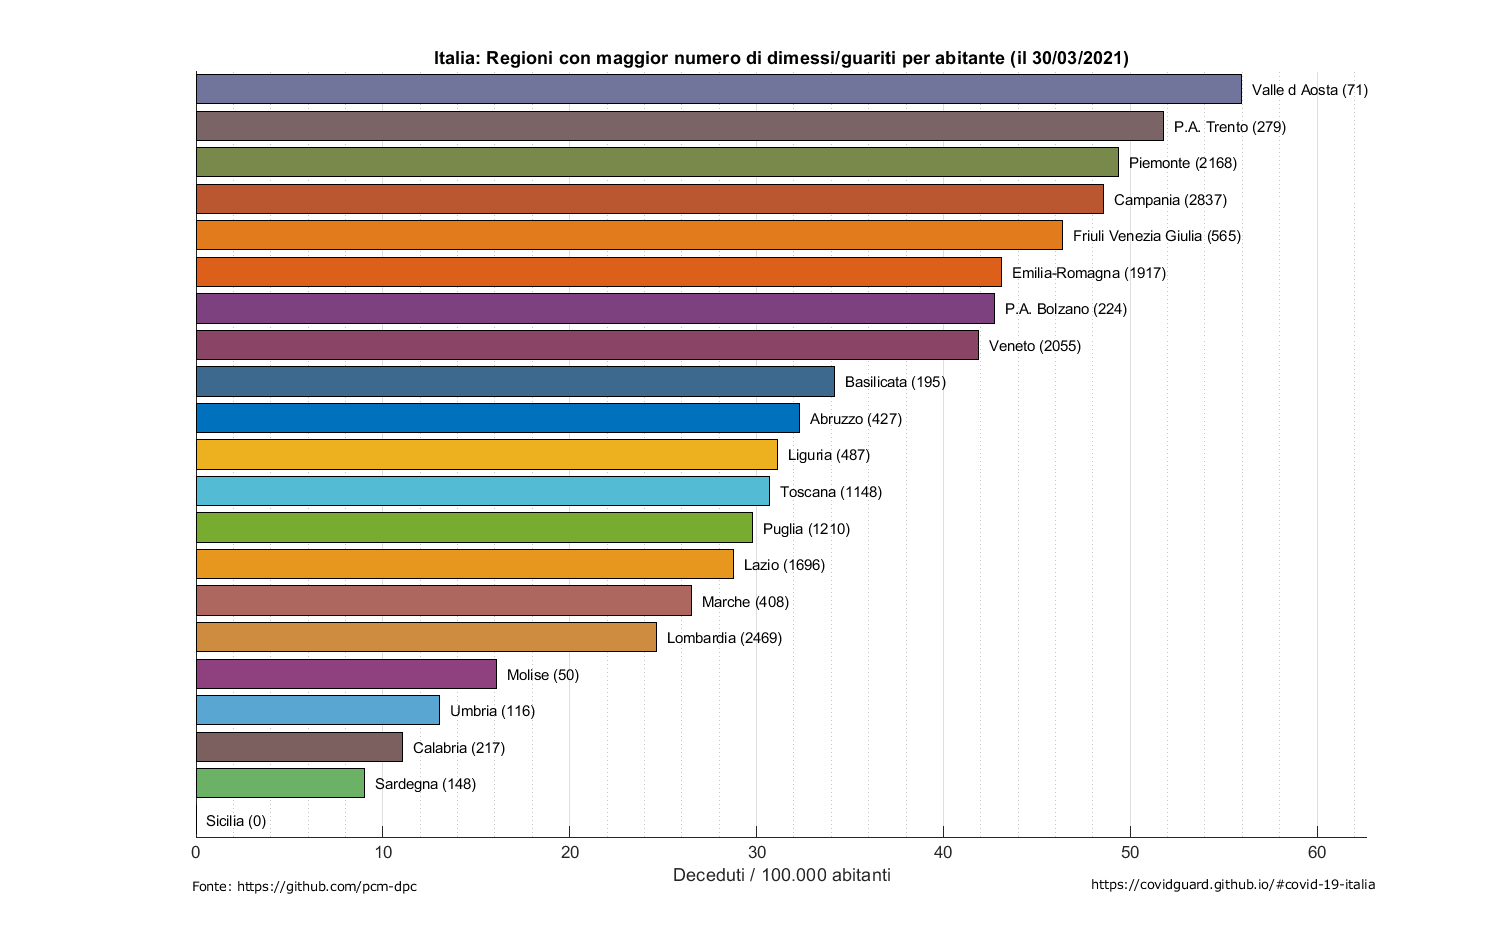 Italia: Regioni con maggior numero di dimessi/guariti per abitante (il 30/03/2021)
Valle d Aosta (71)
P.A. Trento (279)
Piemonte (2168)
Campania (2837)
Friuli Venezia Giulia (565)
Emilia-Romagna (1917)
P.A. Bolzano (224)
Veneto (2055)
Basilicata (195)
Abruzzo (427)
Liguria (487)
Toscana (1148)
Puglia (1210)
Lazio (1696)
Marche (408)
Lombardia (2469)
Molise (50)
Umbria (116)
Calabria (217)
Sardegna (148)
Sicilia (0)
0 10 20 30 40 50 60
Deceduti / 100.000 abitanti
Fonte: https://github.com/pcm-dpc
https://covidguard.github.io/#covid-19-italia